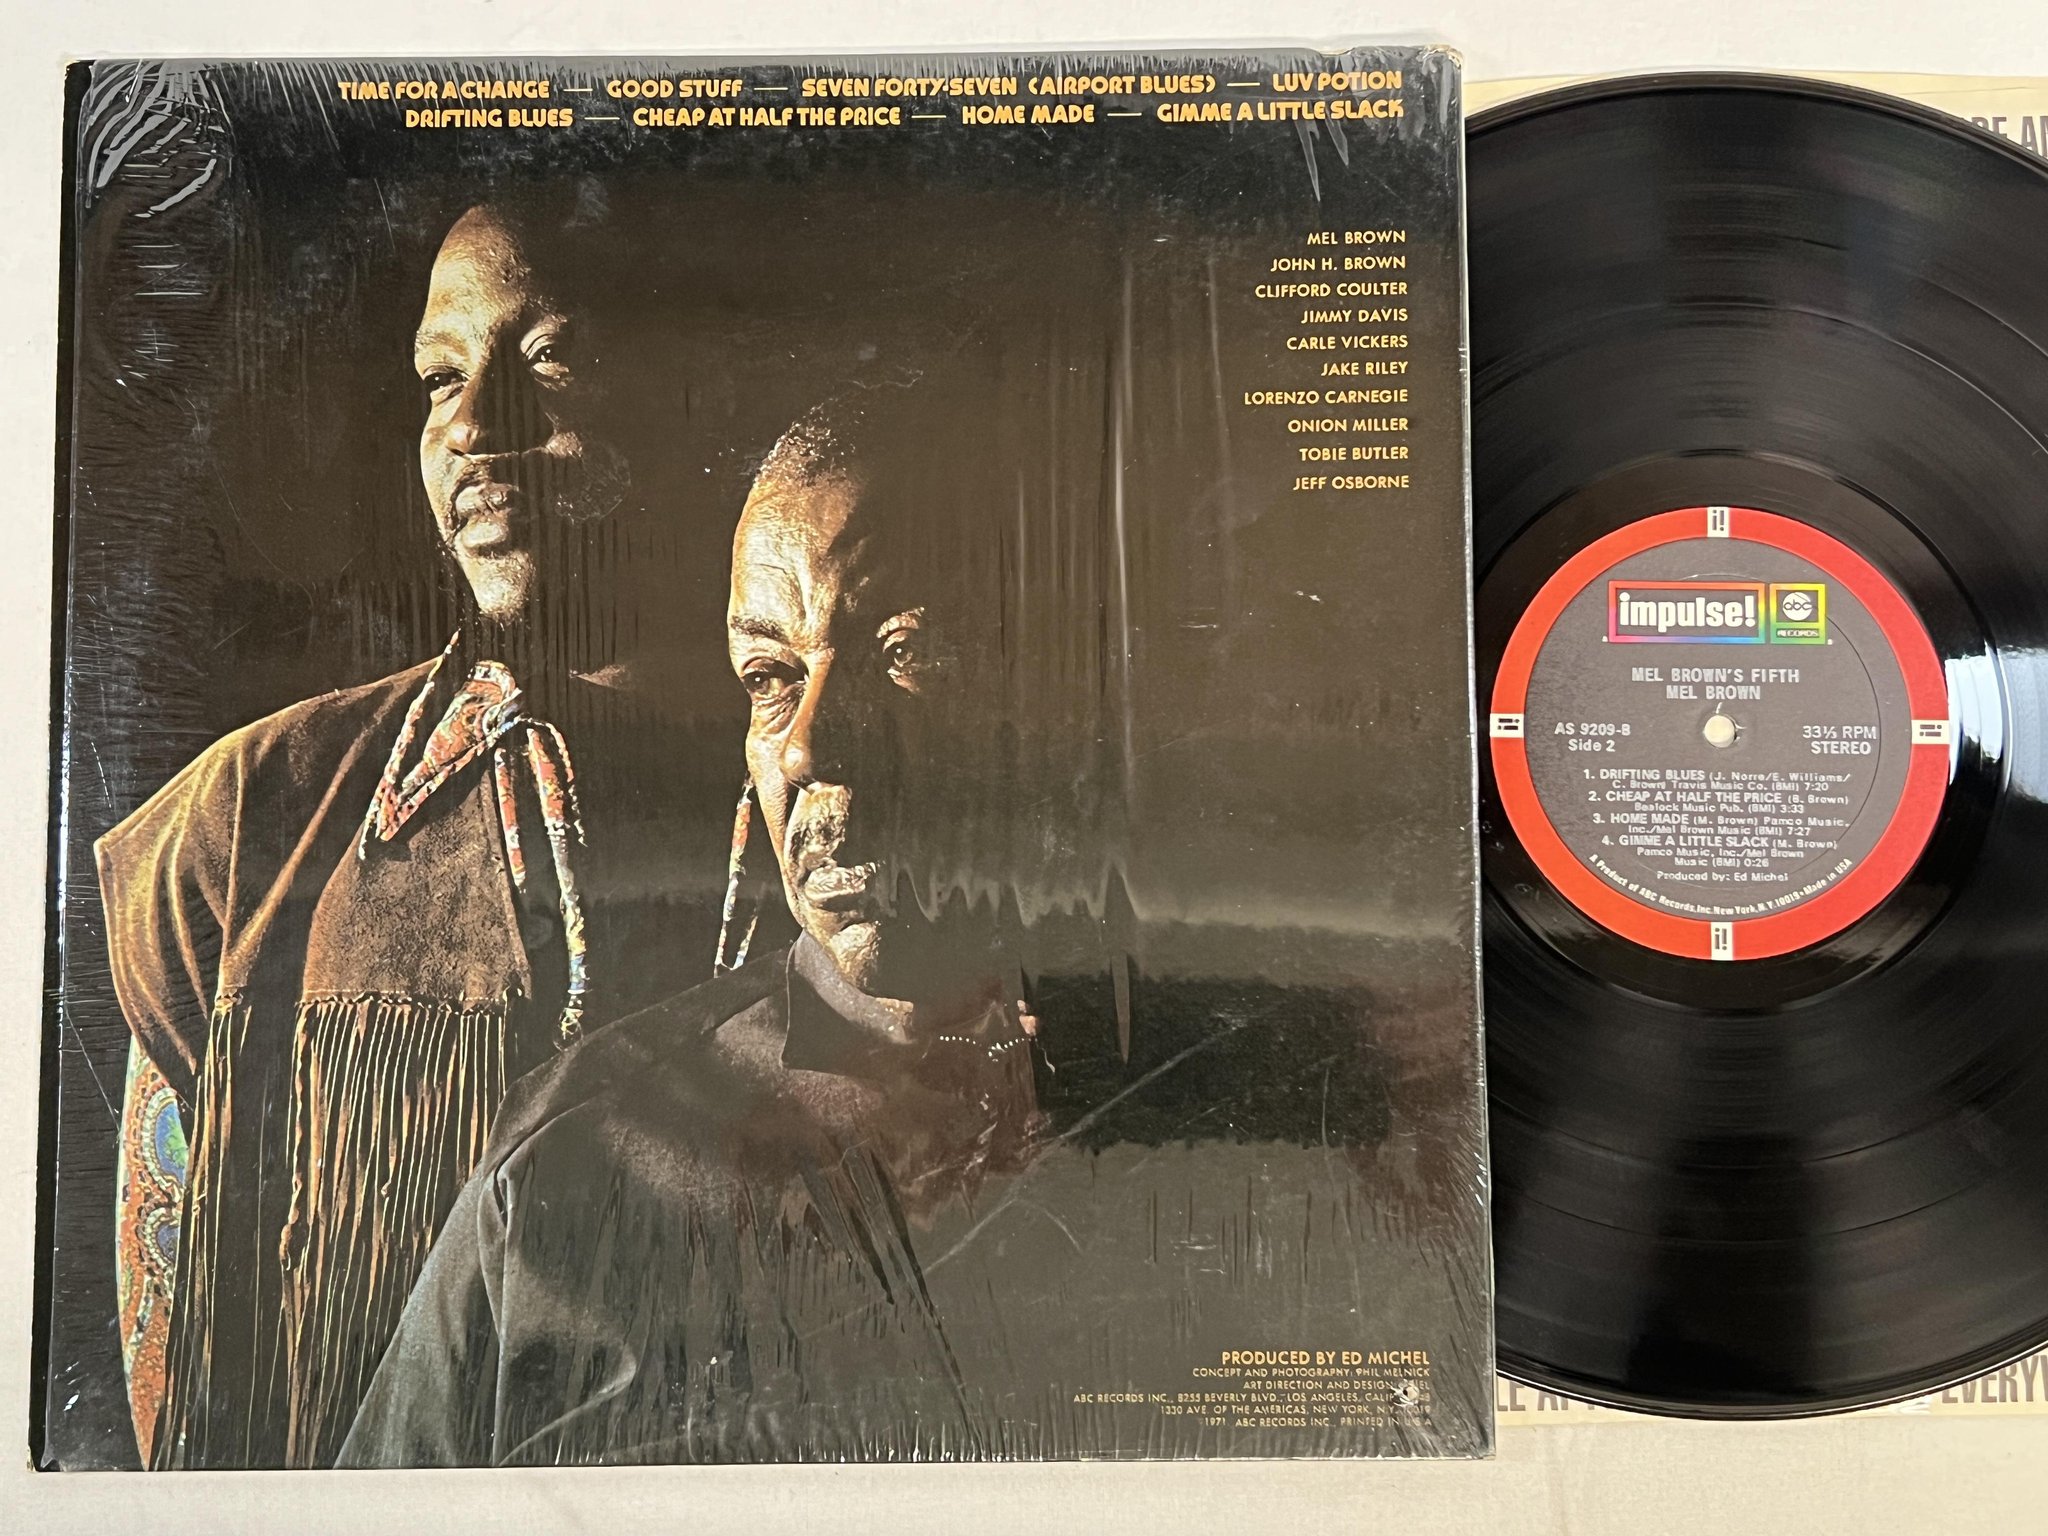 TIME FOR A CHANGE — GOOD STUFF — SEVEN FORTY-SEVEN (AIRPORT BLUES) — LUV POTION
DRIFTING BLUES — CHEAP AT HALF THE PRICE — HOME MADE — GIMME A LITTLE SLACK
MEL BROWN
JOHN H. BROWN
CLIFFORD COULTER
JIMMY DAVIS
CARLE VICKERS
JAKE RILEY
LORENZO CARNEGIE
ONION MILLER
TOBIE BUTLER
JEFF OSBORNE
PRODUCED BY ED MICHEL
CONCEPT AND PHOTOGRAPHY: PHIL MELNICK
ART DIRECTION AND DESIGN:
ABC RECORDS INC., 8255 BEVERLY BLVD., LOS ANGELES, CALIF.
1330 AVE. OF THE AMERICAS, NEW YORK, N.Y. 10019
©1971, ABC RECORDS INC., PRINTED IN U.S.A
i!
impulse!
abc
RECORDS
MEL BROWN'S FIFTH
MEL BROWN
AS 9209-B
Side 2
33⅓ RPM
STEREO
1. DRIFTING BLUES (J. Norre/E. Williams/
C. Brown) Travis Music Co. (BMI) 7:20
2. CHEAP AT HALF THE PRICE (B. Brown)
Bealock Music Pub. (BMI) 3:33
3. HOME MADE (M. Brown) Pamco Music,
Inc./Mel Brown Music (BMI) 7:27
4. GIMME A LITTLE SLACK (M. Brown)
Pamco Music, Inc./Mel Brown
Music (BMI) 0:26
Produced by: Ed Michel
A Product of ABC Records, Inc. New York, N.Y. 10019 • Made in USA
i!
i!
i!